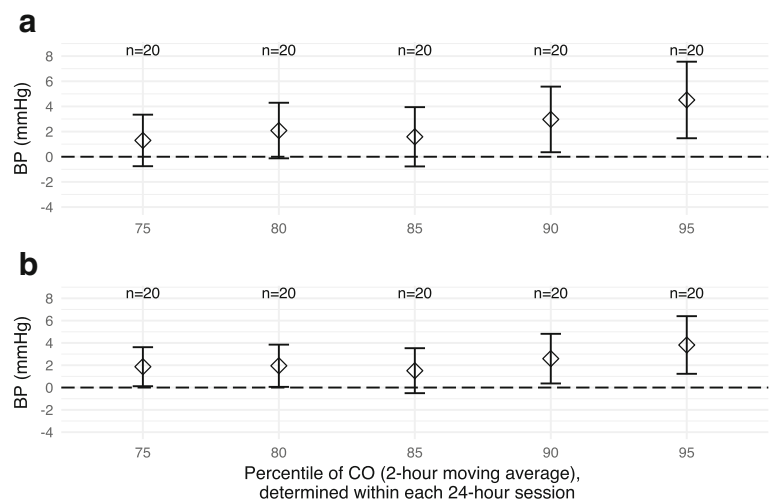 a
n=20 n=20 n=20 n=20 n=20
8
6
4
2
0
-2
-4
BP (mmHg)
75 80 85 90 95
b
n=20 n=20 n=20 n=20 n=20
8
6
4
2
0
-2
-4
BP (mmHg)
75 80 85 90 95
Percentile of CO (2-hour moving average),
determined within each 24-hour session